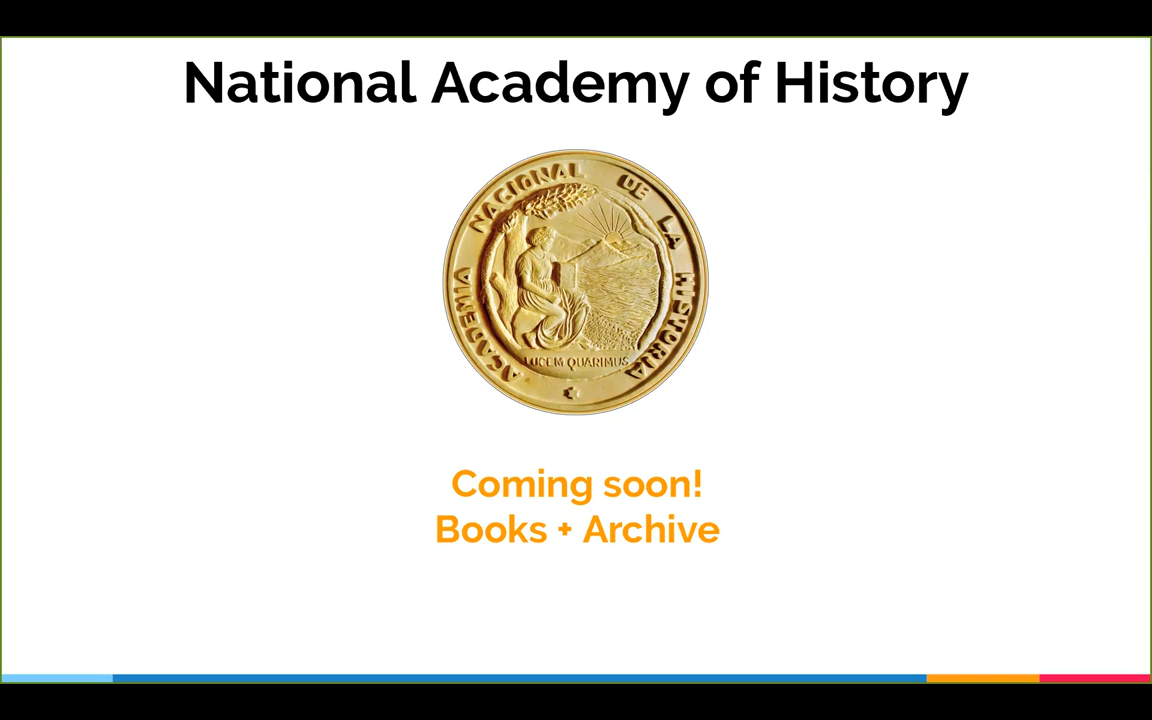 National Academy of History
ACADEMIA NACIONAL DE LA HISTORIA
LUCEM QUARIMUS
Coming soon!
Books + Archive